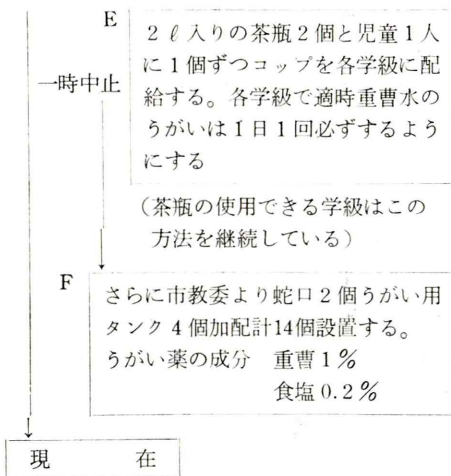 E
2ℓ入りの茶瓶2個と児童1人
に1個ずつコップを各学級に配
給する。各学級で適時重曹水の
うがいは1日1回必ずするよう
にする
一時中止
(茶瓶の使用できる学級はこの
方法を継続している)
F
さらに市教委より蛇口2個うがい用
タンク4個加配計14個設置する。
うがい薬の成分 重曹1%
食塩0.2%
現 在